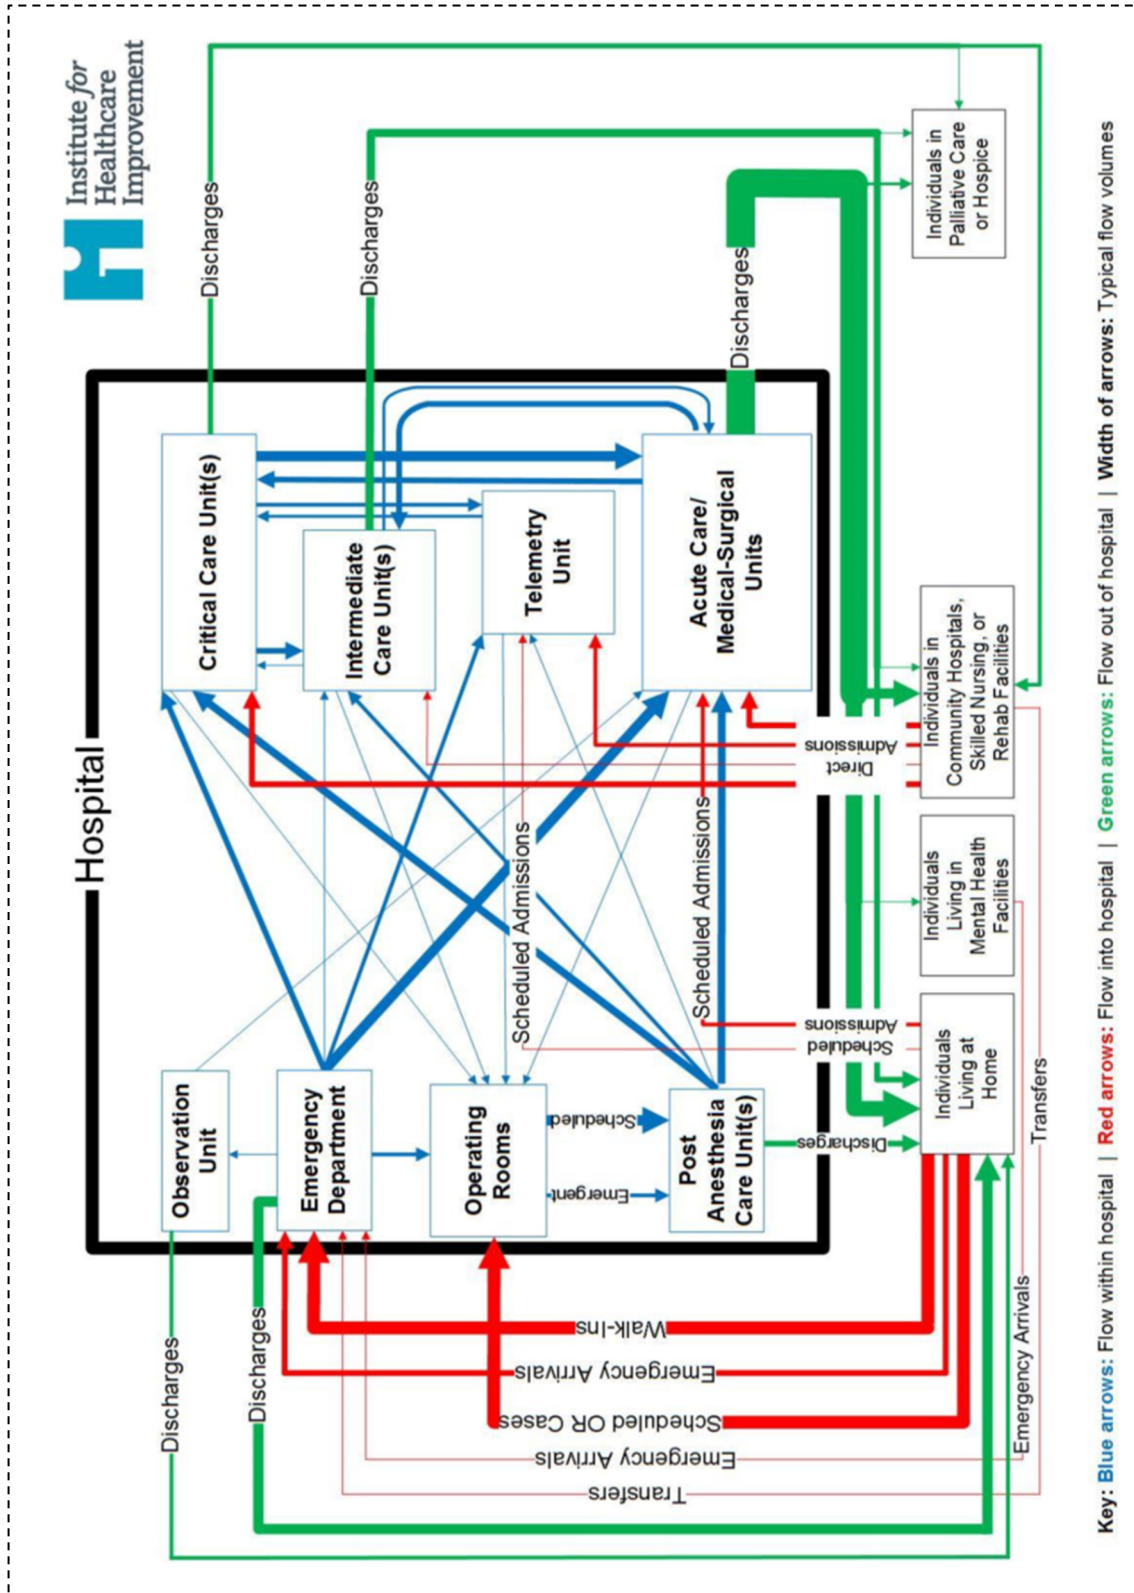 Institute for
Healthcare
Improvement
Hospital
Discharges
Discharges
Discharges
Discharges
Discharges
Discharges
Observation
Unit
Emergency
Department
Operating
Rooms
Post
Anesthesia
Care Unit(s)
Critical Care Unit(s)
Intermediate
Care Unit(s)
Telemetry
Unit
Acute Care/
Medical-Surgical
Units
Emergent
Scheduled
Scheduled Admissions
Scheduled Admissions
Scheduled
Admissions
Direct
Admissions
Walk-Ins
Emergency Arrivals
Scheduled OR Cases
Emergency Arrivals
Transfers
Emergency Arrivals
Transfers
Individuals
Living at
Home
Individuals
Living in
Mental Health
Facilities
Individuals in
Community Hospitals,
Skilled Nursing, or
Rehab Facilities
Individuals in
Palliative Care
or Hospice
Key: Blue arrows: Flow within hospital | Red arrows: Flow into hospital | Green arrows: Flow out of hospital | Width of arrows: Typical flow volumes